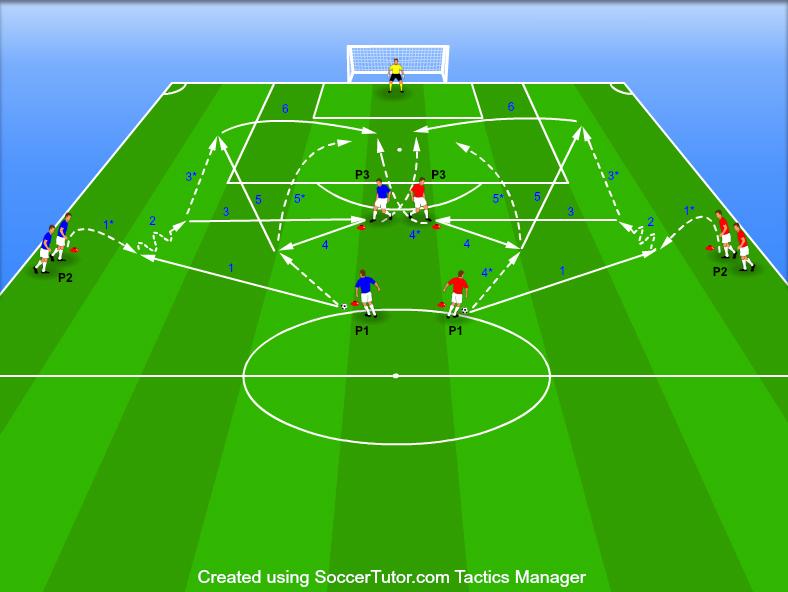 6 6
3* 3*
P3 P3
5 5* 5* 5
1* 2 3 3 2 1*
4 4* 4
P2 1 4* 1 P2
P1 P1
Created using SoccerTutor.com Tactics Manager